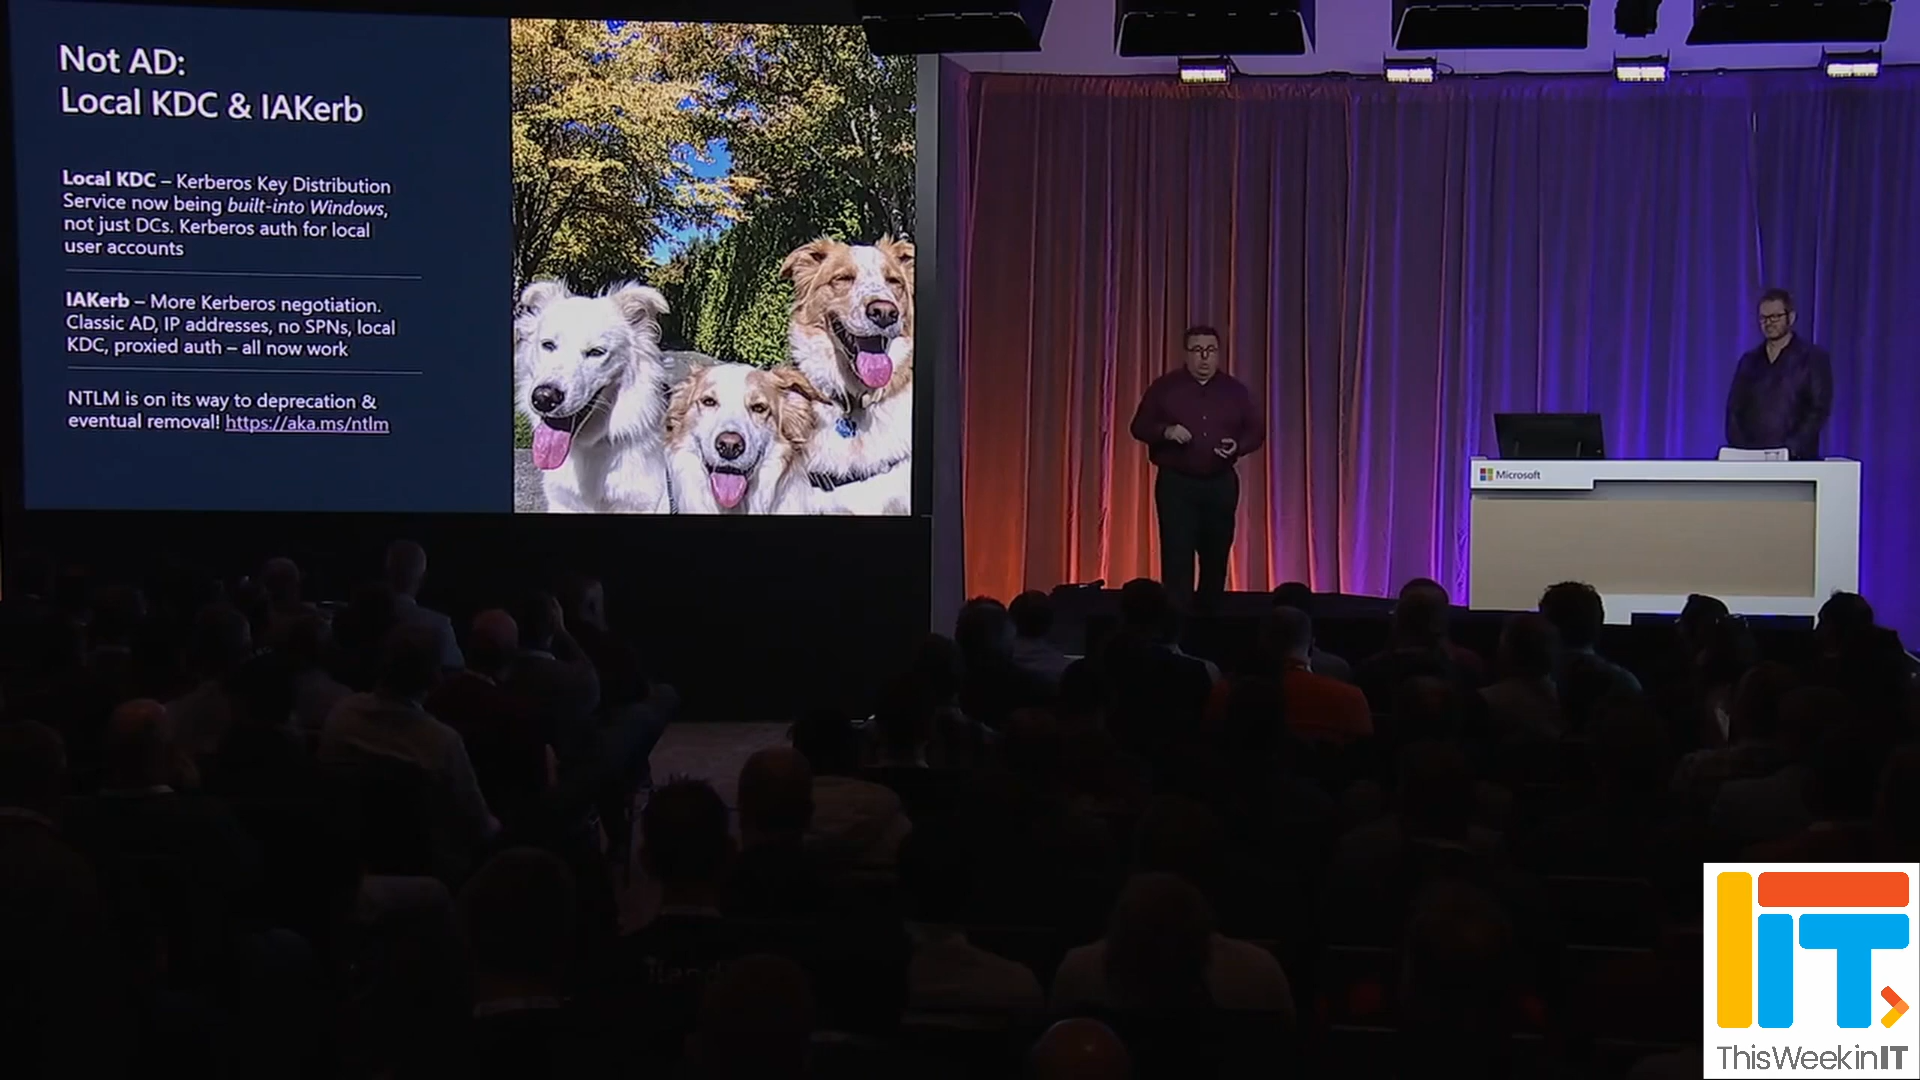 Not AD:
Local KDC & IAKerb
Local KDC – Kerberos Key Distribution
Service now being built-into Windows,
not just DCs. Kerberos auth for local
user accounts
IAKerb – More Kerberos negotiation.
Classic AD, IP addresses, no SPNs, local
KDC, proxied auth – all now work
NTLM is on its way to deprecation &
eventual removal! https://aka.ms/ntlm
Microsoft
IT
ThisWeekinIT